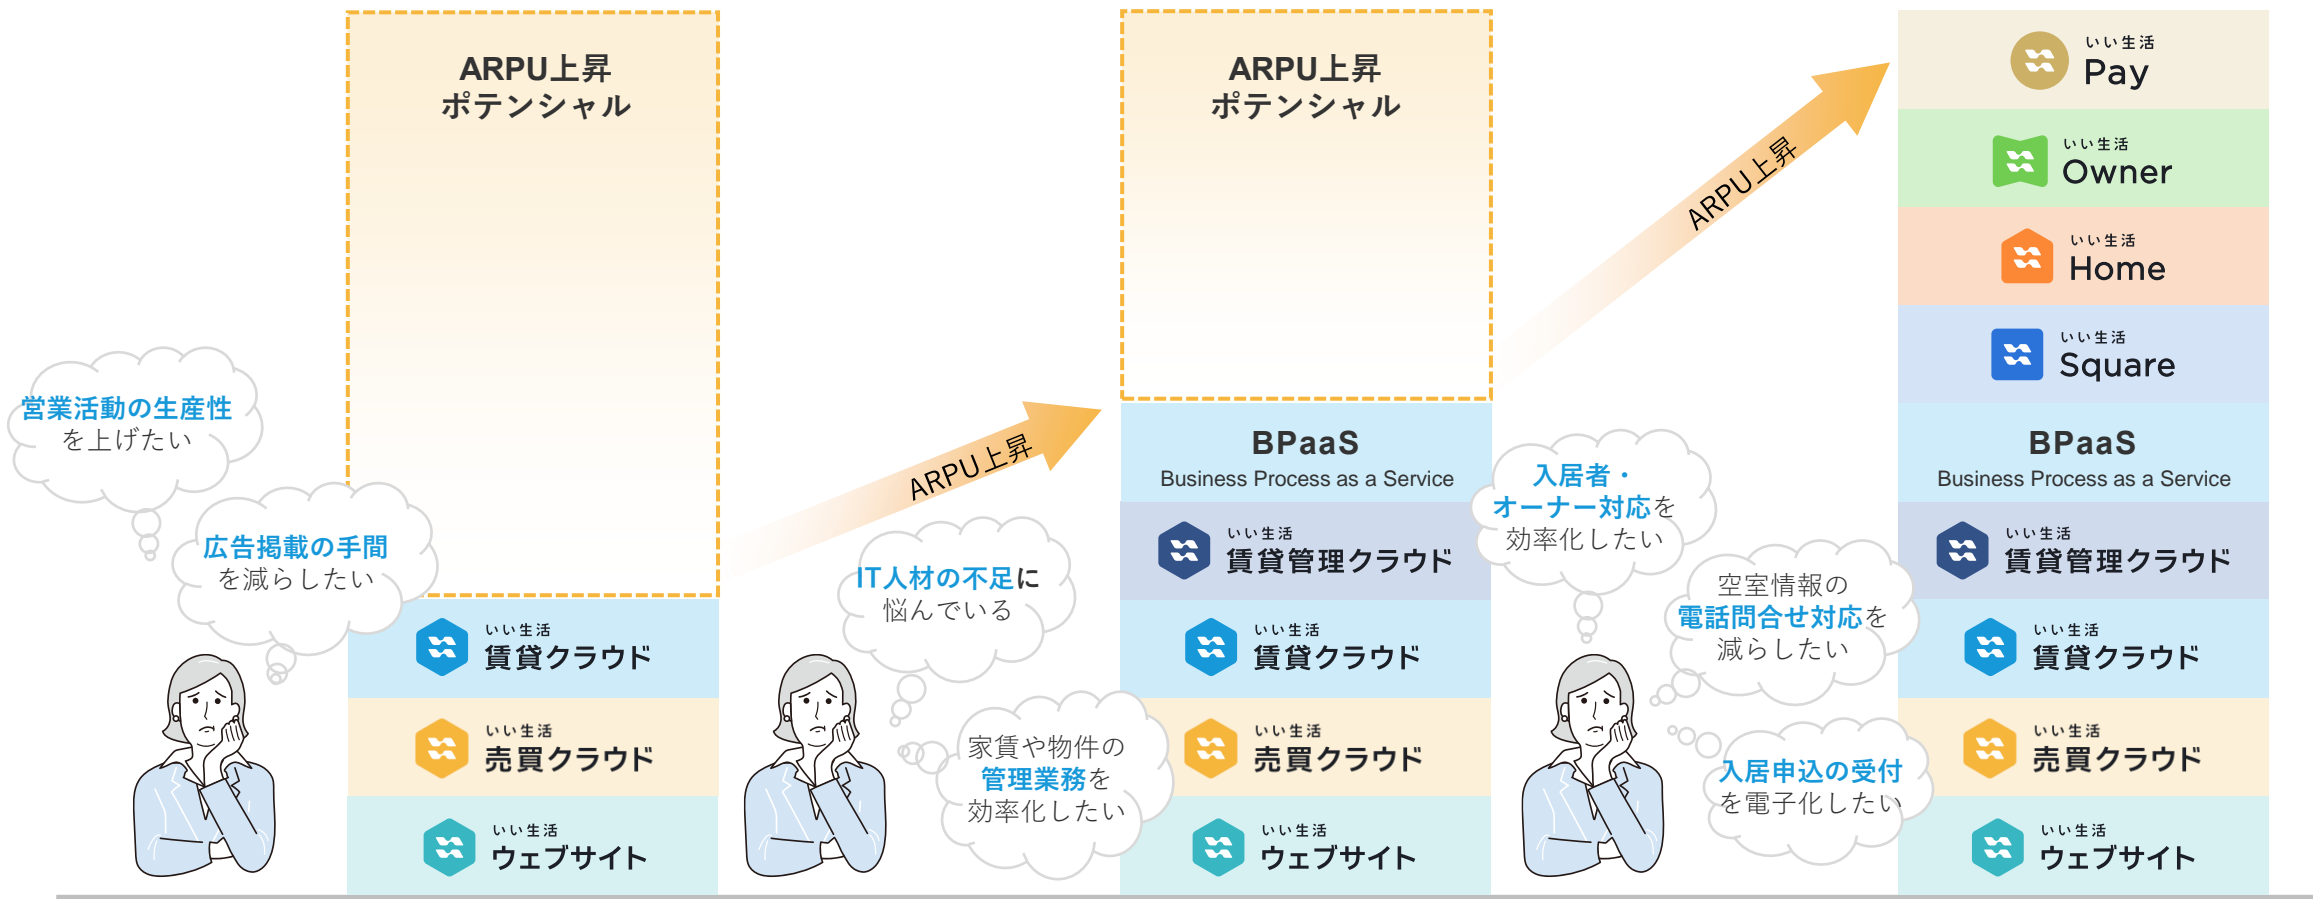 ARPU上昇
ポテンシャル
営業活動の生産性
を上げたい
広告掲載の手間
を減らしたい
いい生活
賃貸クラウド
いい生活
売買クラウド
いい生活
ウェブサイト
ARPU上昇
IT人材の不足に
悩んでいる
家賃や物件の
管理業務を
効率化したい
ARPU上昇
ポテンシャル
BPaaS
Business Process as a Service
いい生活
賃貸管理クラウド
いい生活
賃貸クラウド
いい生活
売買クラウド
いい生活
ウェブサイト
ARPU上昇
入居者・
オーナー対応を
効率化したい
空室情報の
電話問合せ対応を
減らしたい
入居申込の受付
を電子化したい
いい生活
Pay
いい生活
Owner
いい生活
Home
いい生活
Square
BPaaS
Business Process as a Service
いい生活
賃貸管理クラウド
いい生活
賃貸クラウド
いい生活
売買クラウド
いい生活
ウェブサイト